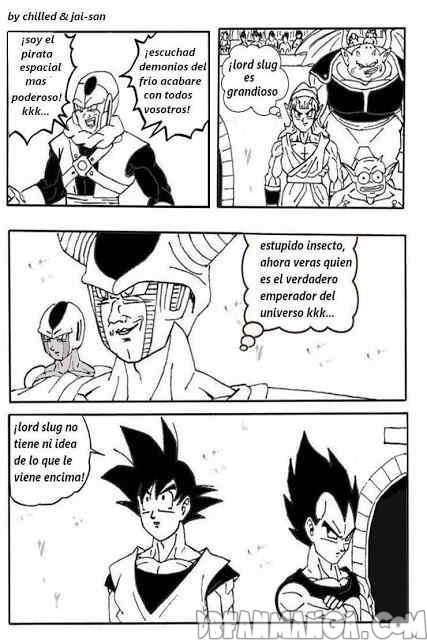 by chilled & jai-san
¡soy el
pirata
espacial
mas
poderoso!
kkk...
¡escuchad
demonios del
frio acabare
con todos
vosotros!
¡lord slug
es
grandioso
estupido insecto,
ahora veras quien
es el verdadero
emperador del
universo kkk...
¡lord slug no
tiene ni idea
de lo que le
viene encima!
DBFANMANGA.COM